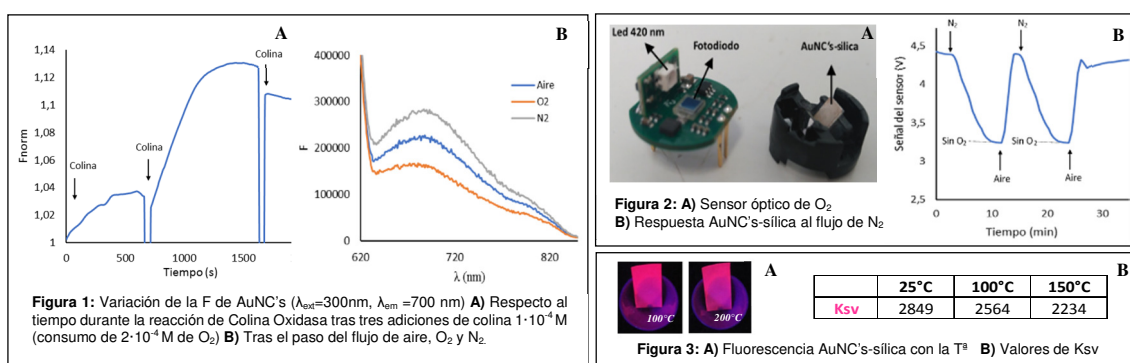 A
1,14
1,12
1,1
1,08
1,06
1,04
1,02
1
Fnorm
Colina
Colina
Colina
0
500
1000
1500
Tiempo (s)
B
400000
300000
200000
100000
0
F
Aire
O2
N2
620
720
820
λ (nm)
Figura 1: Variación de la F de AuNC's (λext=300nm, λem =700 nm) A) Respecto al
tiempo durante la reacción de Colina Oxidasa tras tres adiciones de colina 1·10⁻⁴ M
(consumo de 2·10⁻⁴ M de O₂) B) Tras el paso del flujo de aire, O₂ y N₂.
A
Led 420 nm
Fotodiodo
AuNC's-silica
Figura 2: A) Sensor óptico de O₂
B) Respuesta AuNC's-sílica al flujo de N₂
B
N₂
N₂
4,5
4
3,5
3
2,5
Señal del sensor (V)
Sin O₂
Sin O₂
Aire
Aire
0
10
20
30
Tiempo (min)
A
100°C
200°C
B
25°C 100°C 150°C
Ksv 2849 2564 2234
Figura 3: A) Fluorescencia AuNC's-sílica con la Tª B) Valores de Ksv